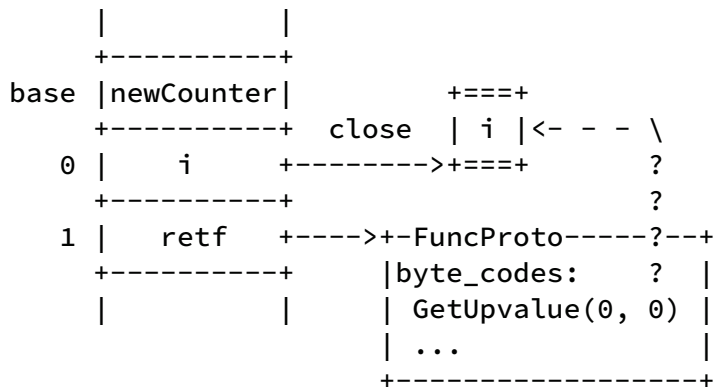 base |newCounter| +===+
+----------+ close | i |<- - - \
0 | i +-------->+===+ ?
+----------+ ?
1 | retf +---->+-FuncProto-----?--+
+----------+ |byte_codes: ? |
| | | GetUpvalue(0, 0) |
| ... |